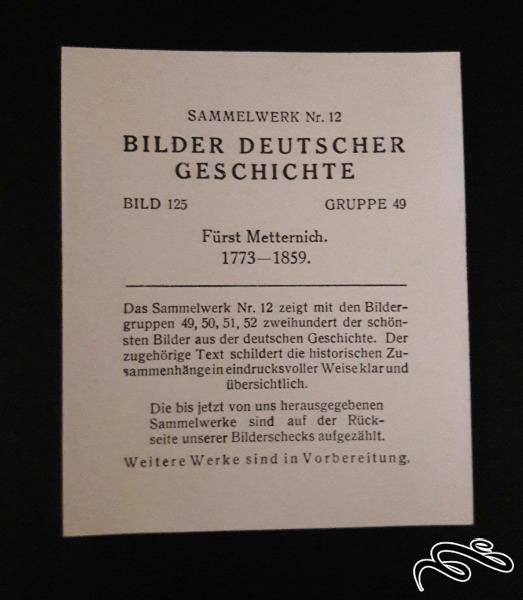 SAMMELWERK Nr. 12
BILDER DEUTSCHER
GESCHICHTE
BILD 125 GRUPPE 49
Fürst Metternich.
1773—1859.
Das Sammelwerk Nr. 12 zeigt mit den Bilder-
gruppen 49, 50, 51, 52 zweihundert der schön-
sten Bilder aus der deutschen Geschichte. Der
zugehörige Text schildert die historischen Zu-
sammenhänge in eindrucksvoller Weise klar und
übersichtlich.
Die bis jetzt von uns herausgegebenen
Sammelwerke sind auf der Rück-
seite unserer Bilderschecks aufgezählt.
Weitere Werke sind in Vorbereitung.